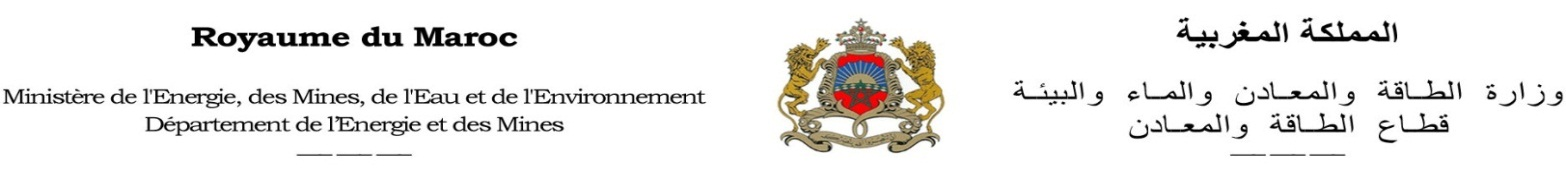 Royaume du Maroc
Ministère de l'Energie, des Mines, de l'Eau et de l'Environnement
Département de l'Energie et des Mines
المملكة المغربية
وزارة الطاقة والمعادن والماء والبيئة
قطاع الطاقة والمعادن